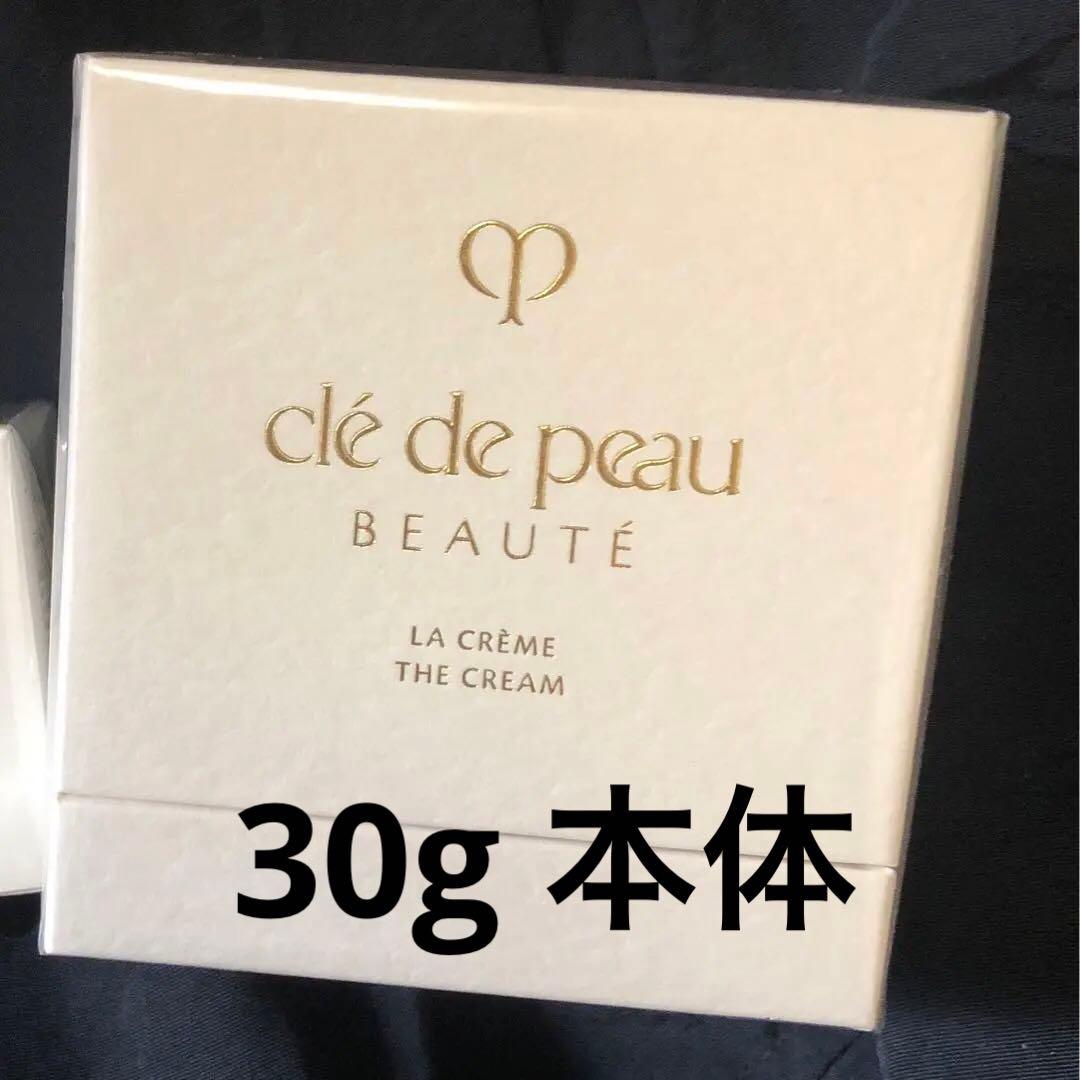 clé de peau
BEAUTÉ
LA CRÈME
THE CREAM
30g 本体